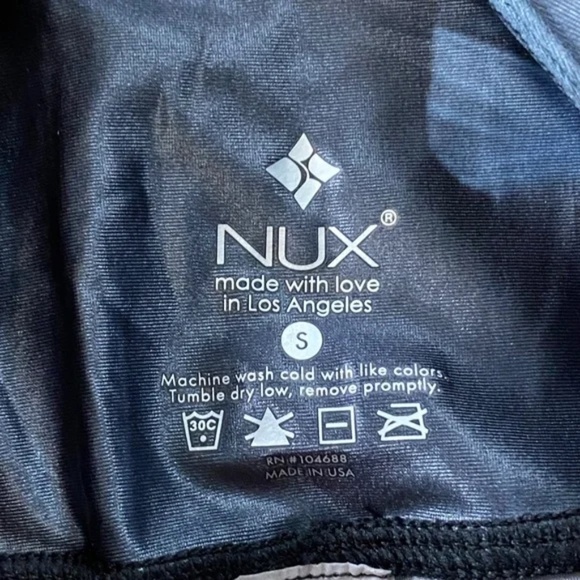 NUX®
made with love
in Los Angeles
S
Machine wash cold with like colors.
Tumble dry low, remove promptly.
30C
RN #104688
MADE IN USA